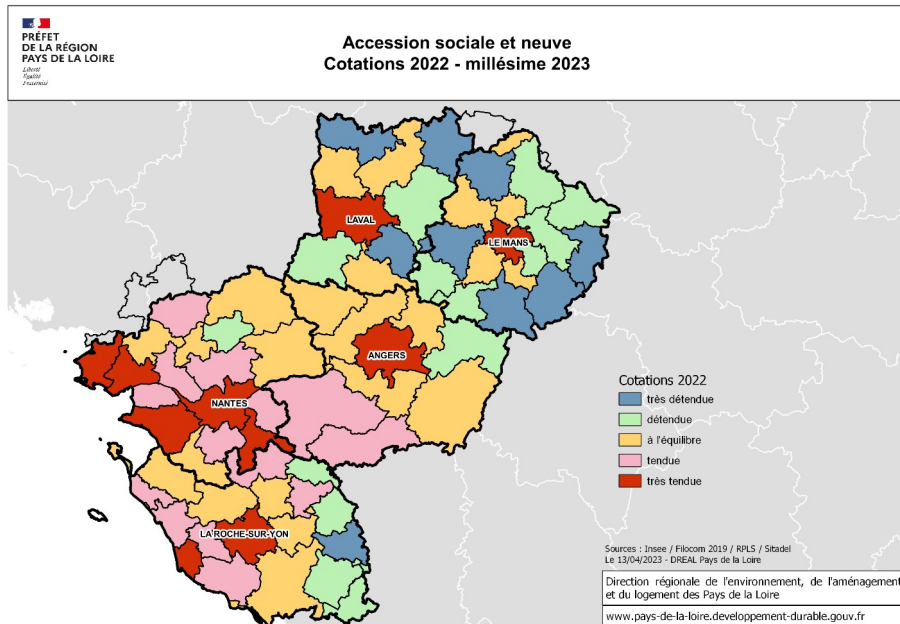 PRÉFET
DE LA RÉGION
PAYS DE LA LOIRE
Liberté
Égalité
Fraternité
Accession sociale et neuve
Cotations 2022 - millésime 2023
LAVAL
LE MANS
ANGERS
NANTES
LA ROCHE-SUR-YON
Cotations 2022
très détendue
détendue
à l'équilibre
tendue
très tendue
Sources : Insee / Filocom 2019 / RPLS / Sitadel
Le 13/04/2023 - DREAL Pays de la Loire
Direction régionale de l'environnement, de l'aménagement
et du logement des Pays de la Loire
www.pays-de-la-loire.developpement-durable.gouv.fr